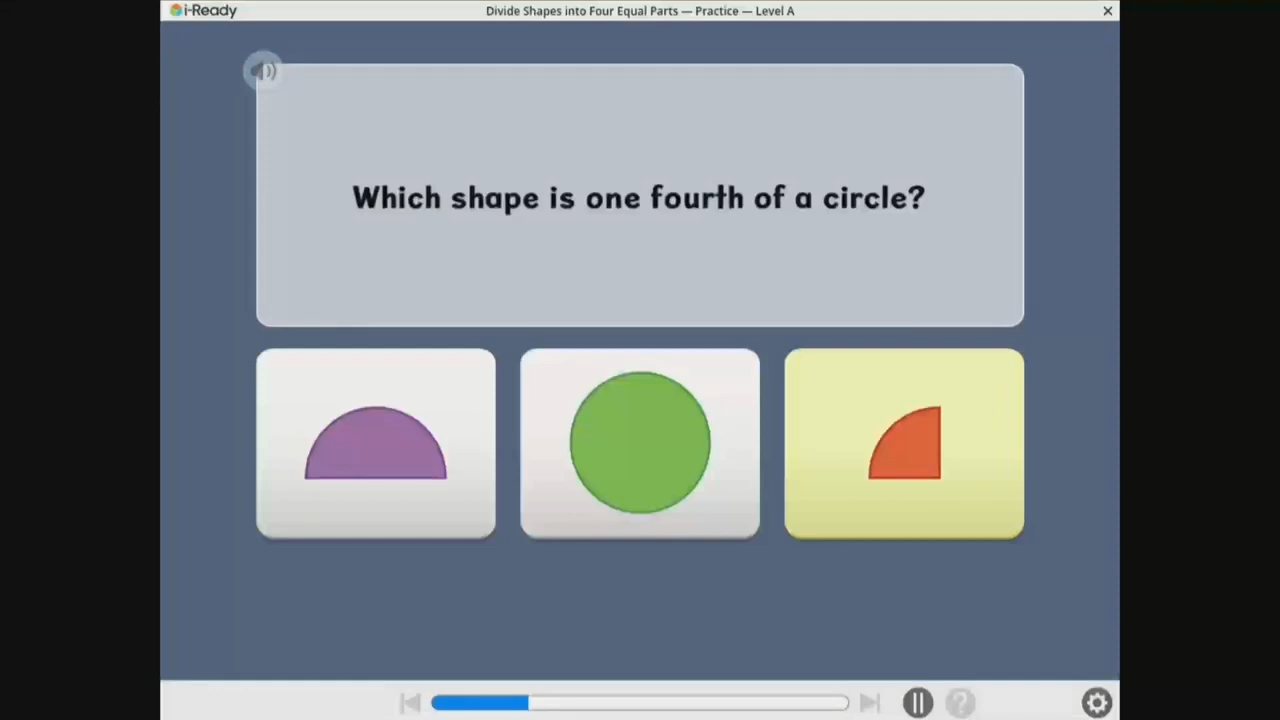 i-Ready
Divide Shapes into Four Equal Parts — Practice — Level A
Which shape is one fourth of a circle?